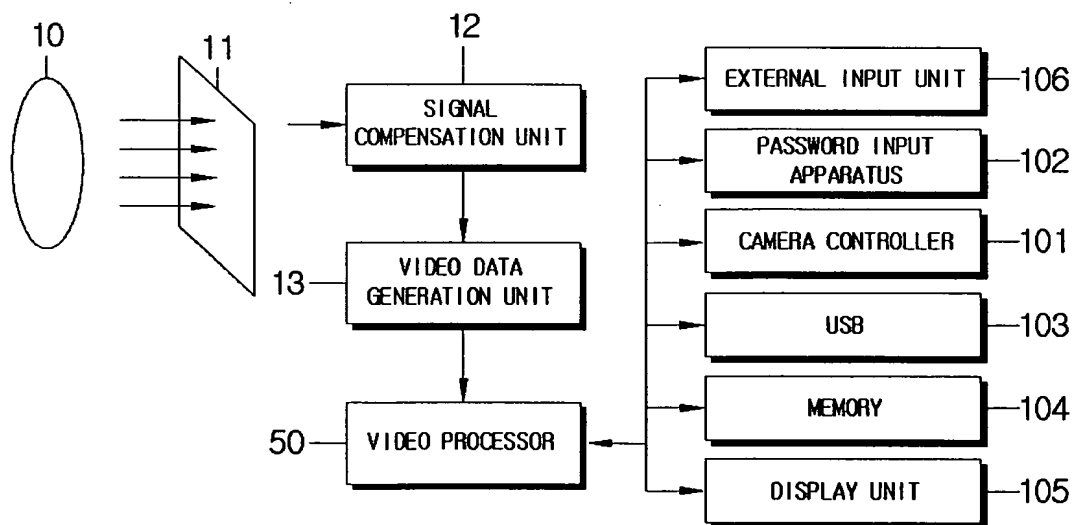 10
11
12
SIGNAL
COMPENSATION UNIT
EXTERNAL INPUT UNIT
106
PASSWORD INPUT
APPARATUS
102
CAMERA CONTROLLER
101
13
VIDEO DATA
GENERATION UNIT
USB
103
MEMORY
104
50
VIDEO PROCESSOR
DISPLAY UNIT
105